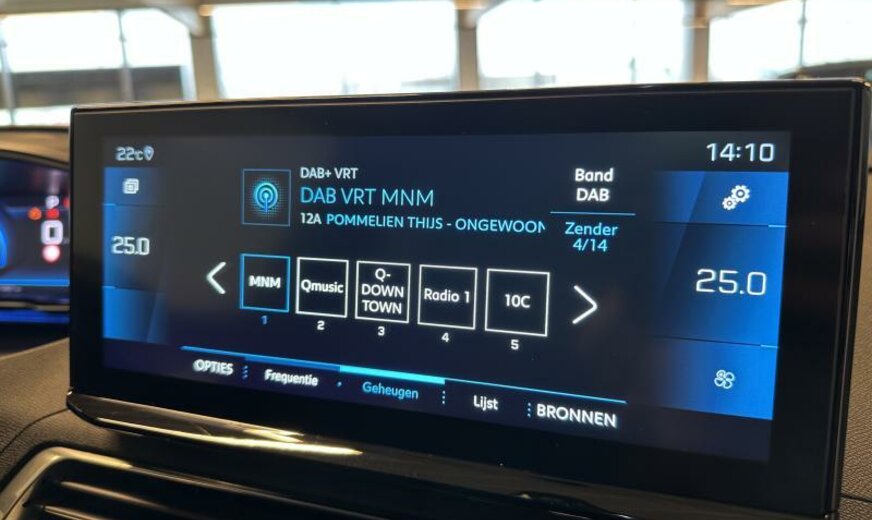 22°C
14:10
DAB+ VRT
DAB VRT MNM
12A POMMELIEN THIJS - ONGEWOON
Band
DAB
Zender
4/14
25.0
25.0
MNM
Qmusic
Q-
DOWN
TOWN
Radio 1
10C
1
2
3
4
5
OPTIES
Frequentie
Geheugen
Lijst
BRONNEN
P
0